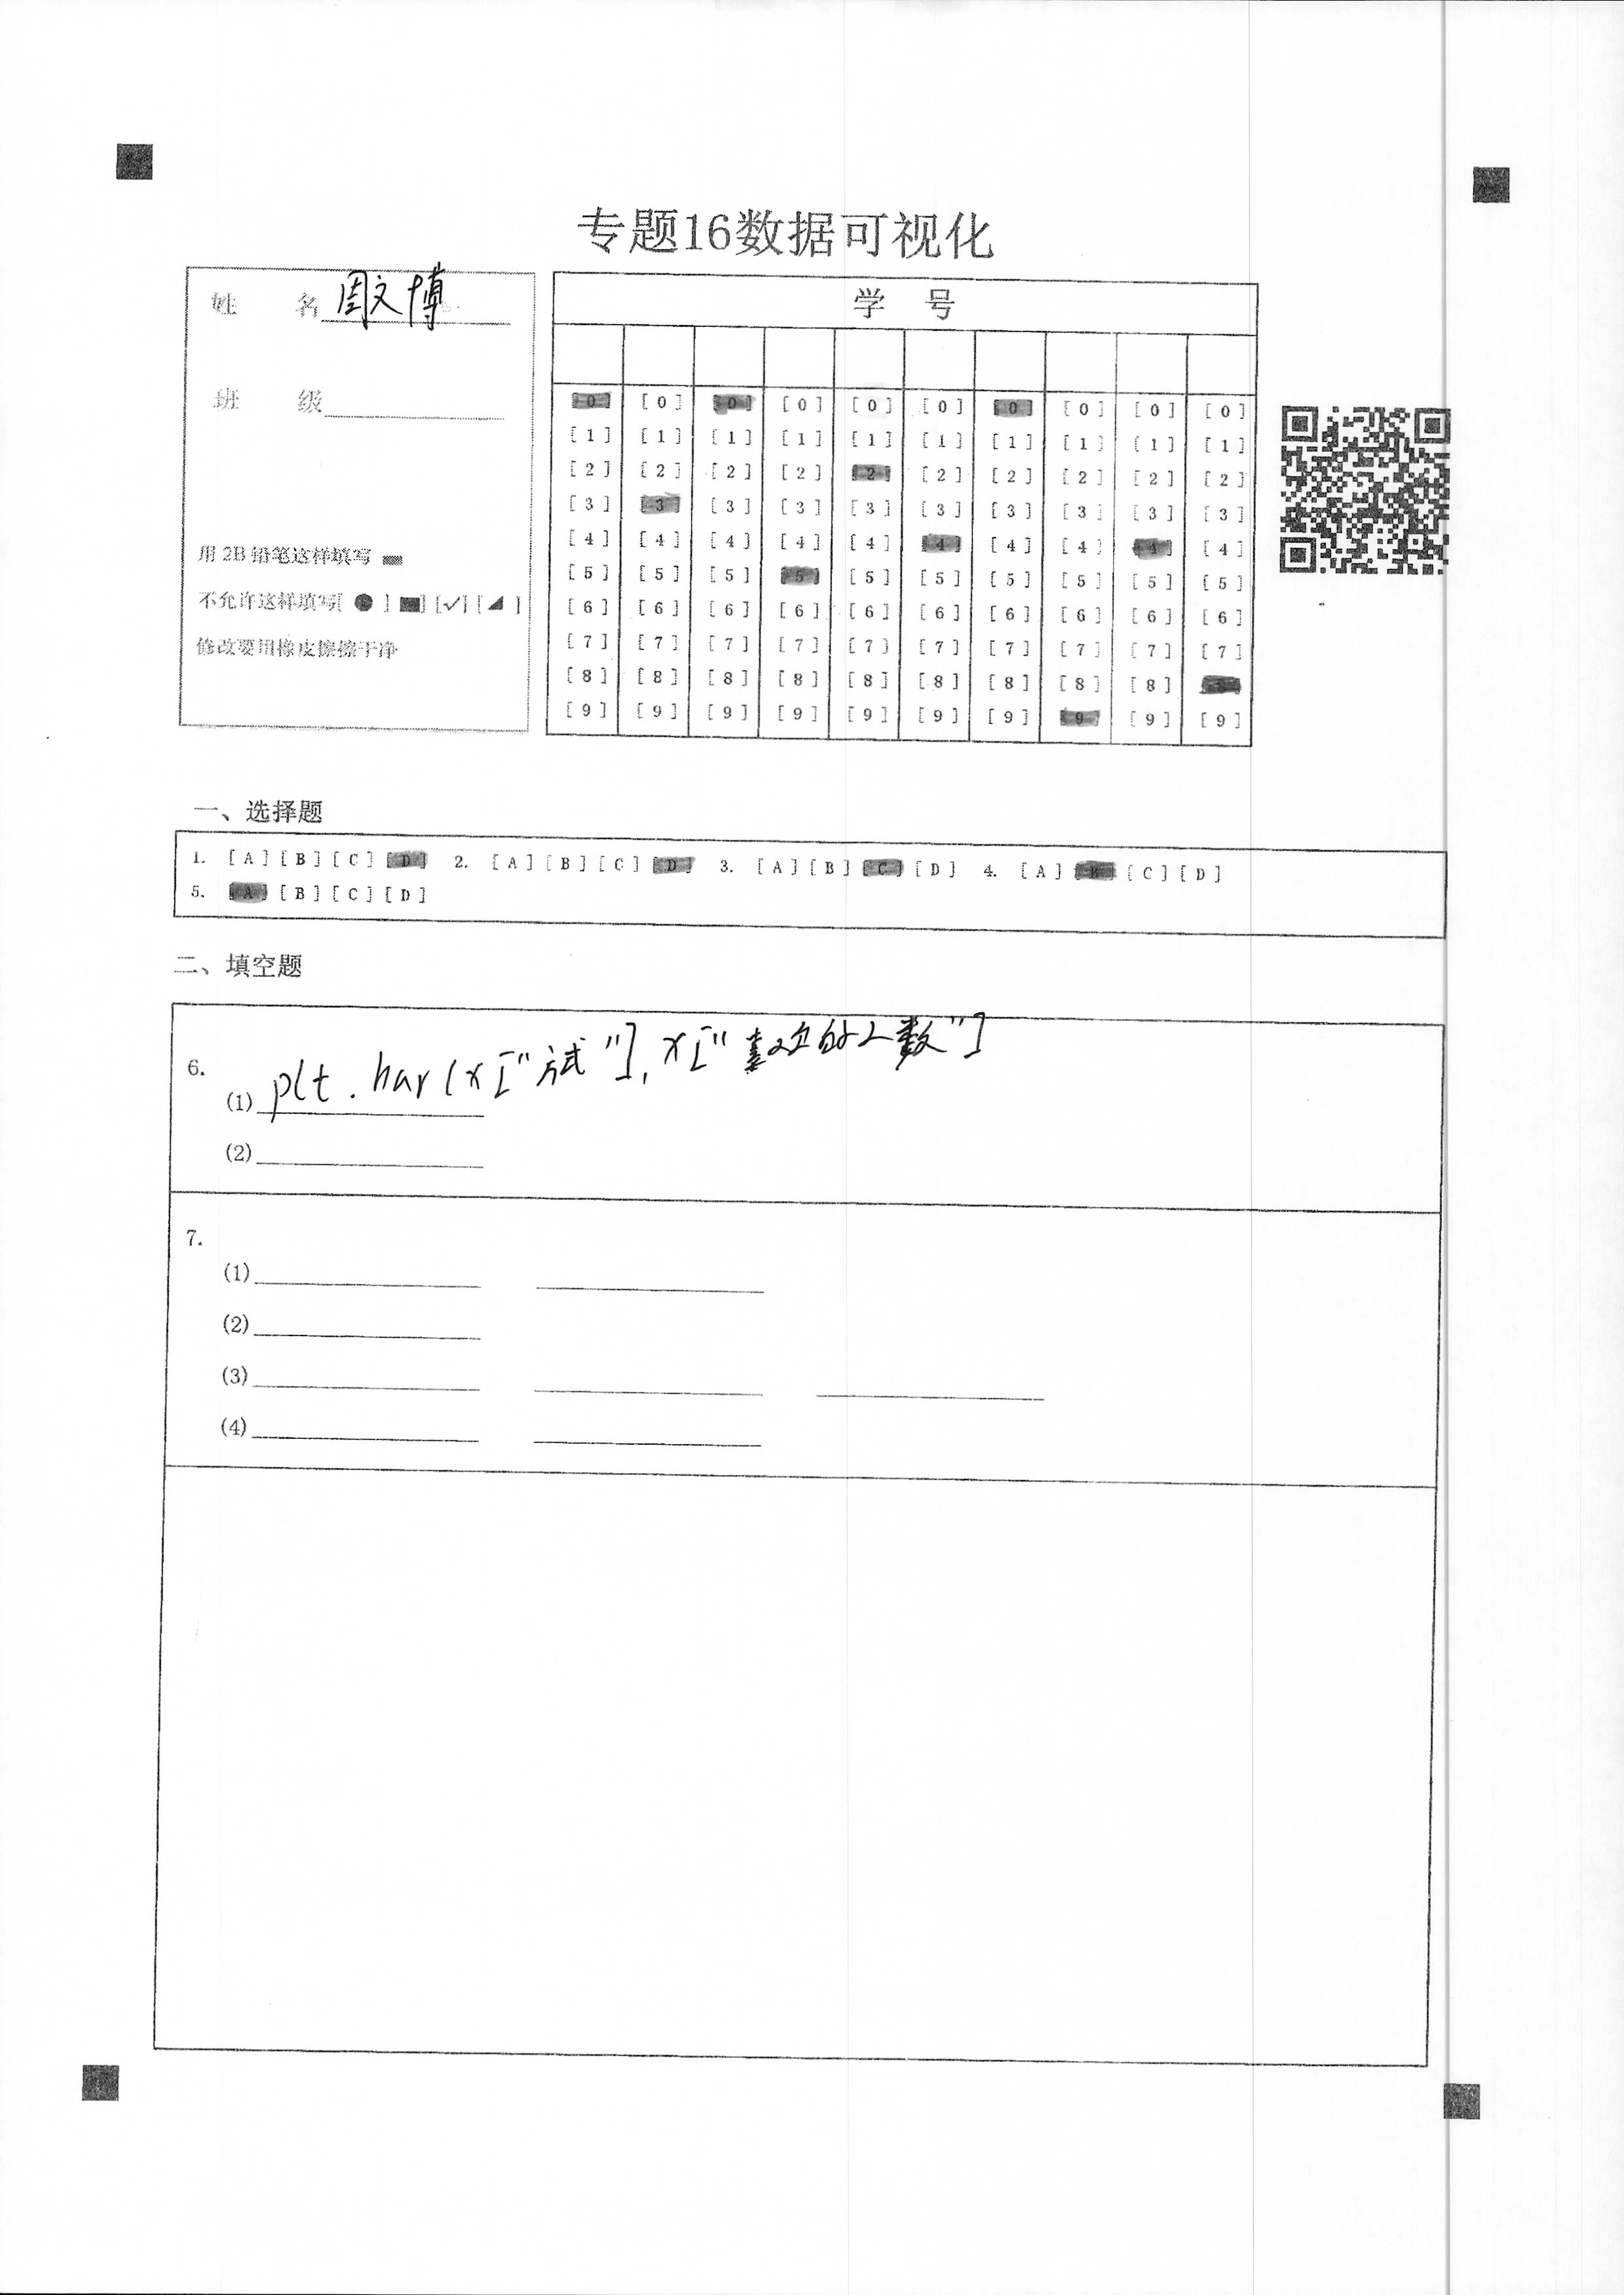 专题16数据可视化
姓 名 周文博
班 级
用 2B 铅笔这样填写
不允许这样填写[ ● ] [ ] [✓] [◢ ]
修改要用橡皮擦擦干净
学 号
[0] [0] [0] [0] [0] [0] [0] [0] [0] [0]
[1] [1] [1] [1] [1] [1] [1] [1] [1] [1]
[2] [2] [2] [2] [2] [2] [2] [2] [2] [2]
[3] [3] [3] [3] [3] [3] [3] [3] [3] [3]
[4] [4] [4] [4] [4] [4] [4] [4] [4] [4]
[5] [5] [5] [5] [5] [5] [5] [5] [5] [5]
[6] [6] [6] [6] [6] [6] [6] [6] [6] [6]
[7] [7] [7] [7] [7] [7] [7] [7] [7] [7]
[8] [8] [8] [8] [8] [8] [8] [8] [8] [8]
[9] [9] [9] [9] [9] [9] [9] [9] [9] [9]
一、选择题
1. [A] [B] [C] [D] 2. [A] [B] [C] [D] 3. [A] [B] [C] [D] 4. [A] [B] [C] [D]
5. [A] [B] [C] [D]
二、填空题
6.
(1) plt.bar(x["方式"],x["喜欢的人数"]
(2)
7.
(1)
(2)
(3)
(4)